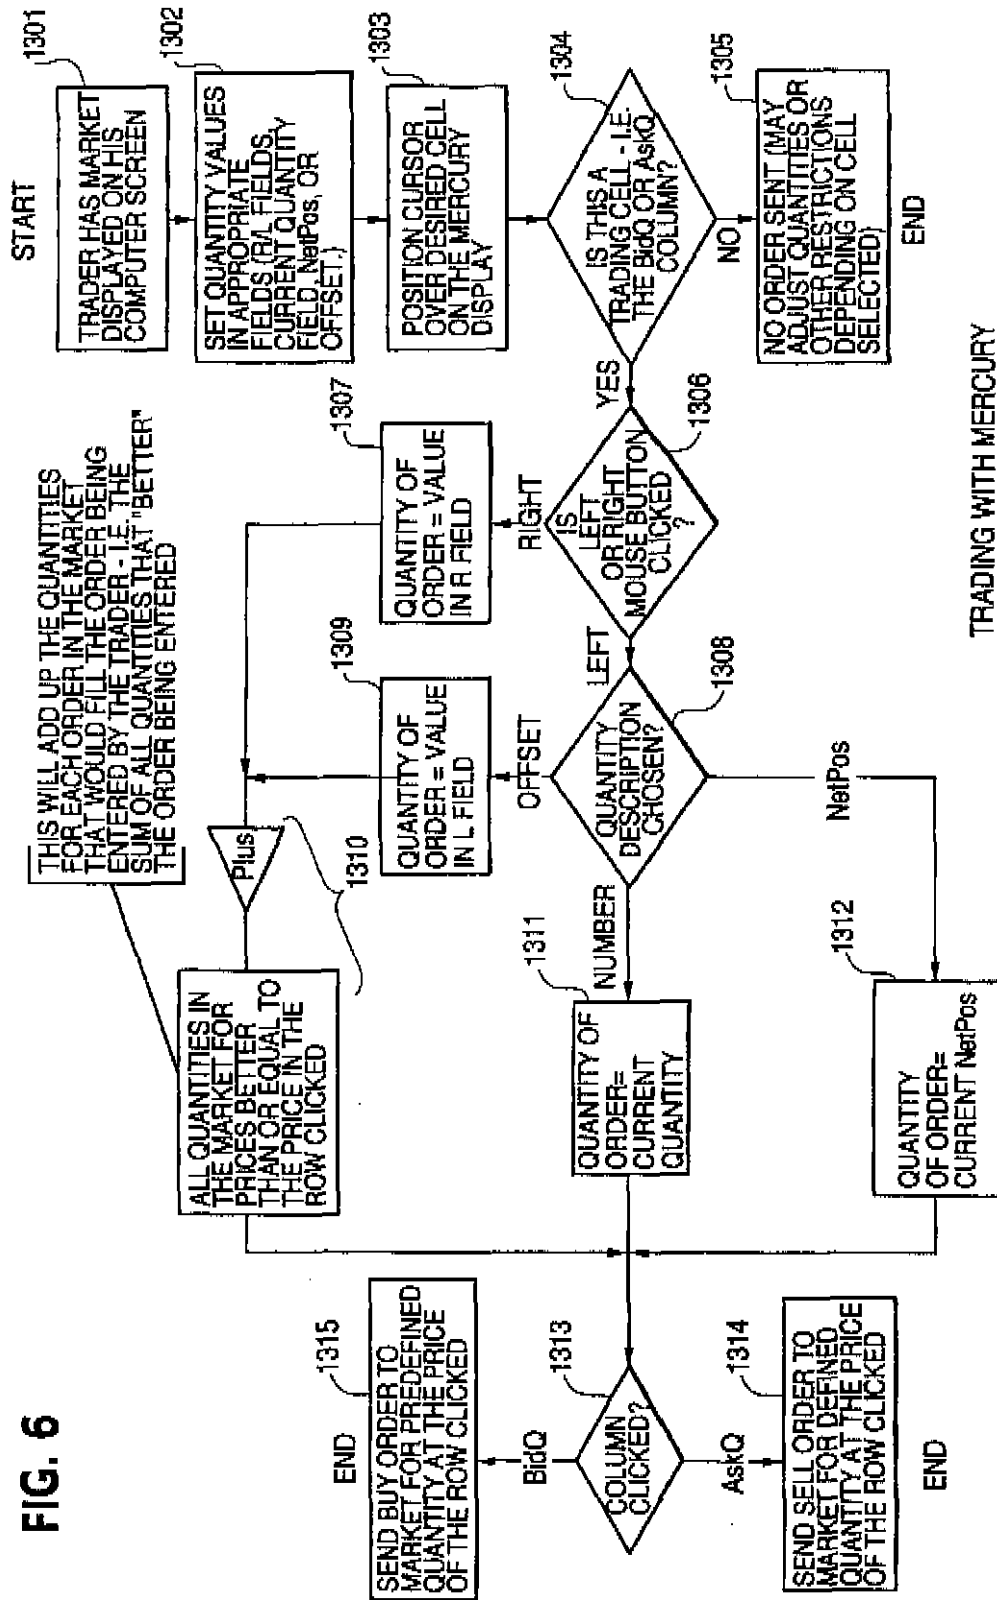 FIG. 6
START
1301
TRADER HAS MARKET
DISPLAYED ON HIS
COMPUTER SCREEN
1302
SET QUANTITY VALUES
IN APPROPRIATE
FIELDS (R/L FIELDS,
CURRENT QUANTITY
FIELD, NetPos, OR
OFFSET.)
1303
POSITION CURSOR
OVER DESIRED CELL
ON THE MERCURY
DISPLAY
1304
IS THIS A
TRADING CELL - I.E.
THE BidQ OR AskQ
COLUMN?
NO
1305
NO ORDER SENT (MAY
ADJUST QUANTITIES OR
OTHER RESTRICTIONS
DEPENDING ON CELL
SELECTED)
END
YES
1306
IS
LEFT
OR RIGHT
MOUSE BUTTON
CLICKED
?
RIGHT
1307
QUANTITY OF
ORDER = VALUE
IN R FIELD
LEFT
1308
QUANTITY
DESCRIPTION
CHOSEN?
OFFSET
1309
QUANTITY OF
ORDER = VALUE
IN L FIELD
Plus
1310
ALL QUANTITIES IN
THE MARKET FOR
PRICES BETTER
THAN OR EQUAL TO
THE PRICE IN THE
ROW CLICKED
THIS WILL ADD UP THE QUANTITIES
FOR EACH ORDER IN THE MARKET
THAT WOULD FILL THE ORDER BEING
ENTERED BY THE TRADER - I.E. THE
SUM OF ALL QUANTITIES THAT "BETTER"
THE ORDER BEING ENTERED
NUMBER
1311
QUANTITY OF
ORDER=
CURRENT
QUANTITY
NetPos
1312
QUANTITY
OF ORDER=
CURRENT NetPos
1313
COLUMN
CLICKED?
BidQ
1315
SEND BUY ORDER TO
MARKET FOR PREDEFINED
QUANTITY AT THE PRICE
OF THE ROW CLICKED
END
AskQ
1314
SEND SELL ORDER TO
MARKET FOR DEFINED
QUANTITY AT THE PRICE
OF THE ROW CLICKED
END
TRADING WITH MERCURY